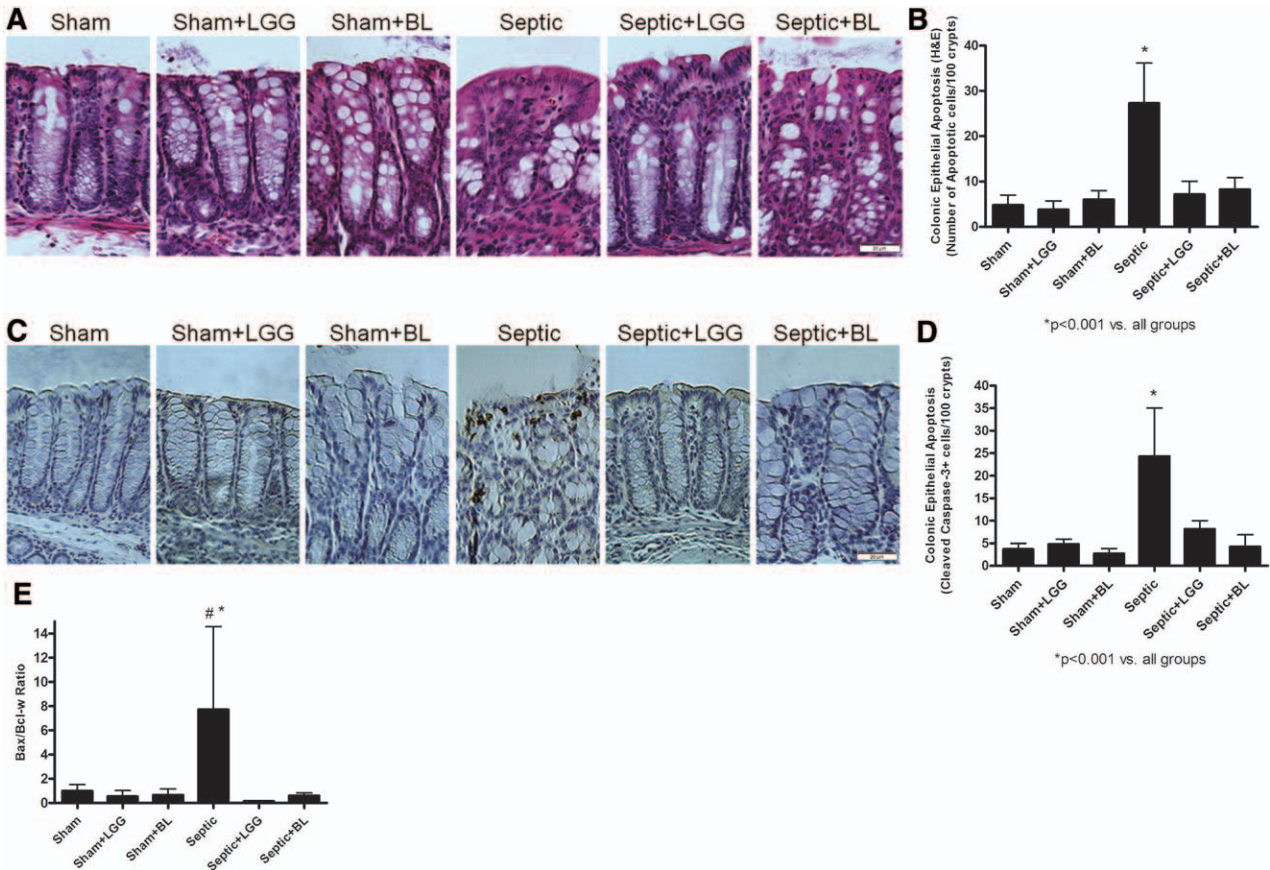 A
Sham
Sham+LGG
Sham+BL
Septic
Septic+LGG
Septic+BL
20 µm
B
Colonic Epithelial Apoptosis (H&E)
(Number of Apoptotic cells/100 crypts)
40
30
20
10
0
*
Sham
Sham+LGG
Sham+BL
Septic
Septic+LGG
Septic+BL
*p<0.001 vs. all groups
C
Sham
Sham+LGG
Sham+BL
Septic
Septic+LGG
Septic+BL
20 µm
D
Colonic Epithelial Apoptosis
(Cleaved Caspase-3+ cells/100 crypts)
40
35
30
25
20
15
10
5
0
*
Sham
Sham+LGG
Sham+BL
Septic
Septic+LGG
Septic+BL
*p<0.001 vs. all groups
E
Bax/Bcl-w Ratio
14
12
10
8
6
4
2
0
# *
Sham
Sham+LGG
Sham+BL
Septic
Septic+LGG
Septic+BL